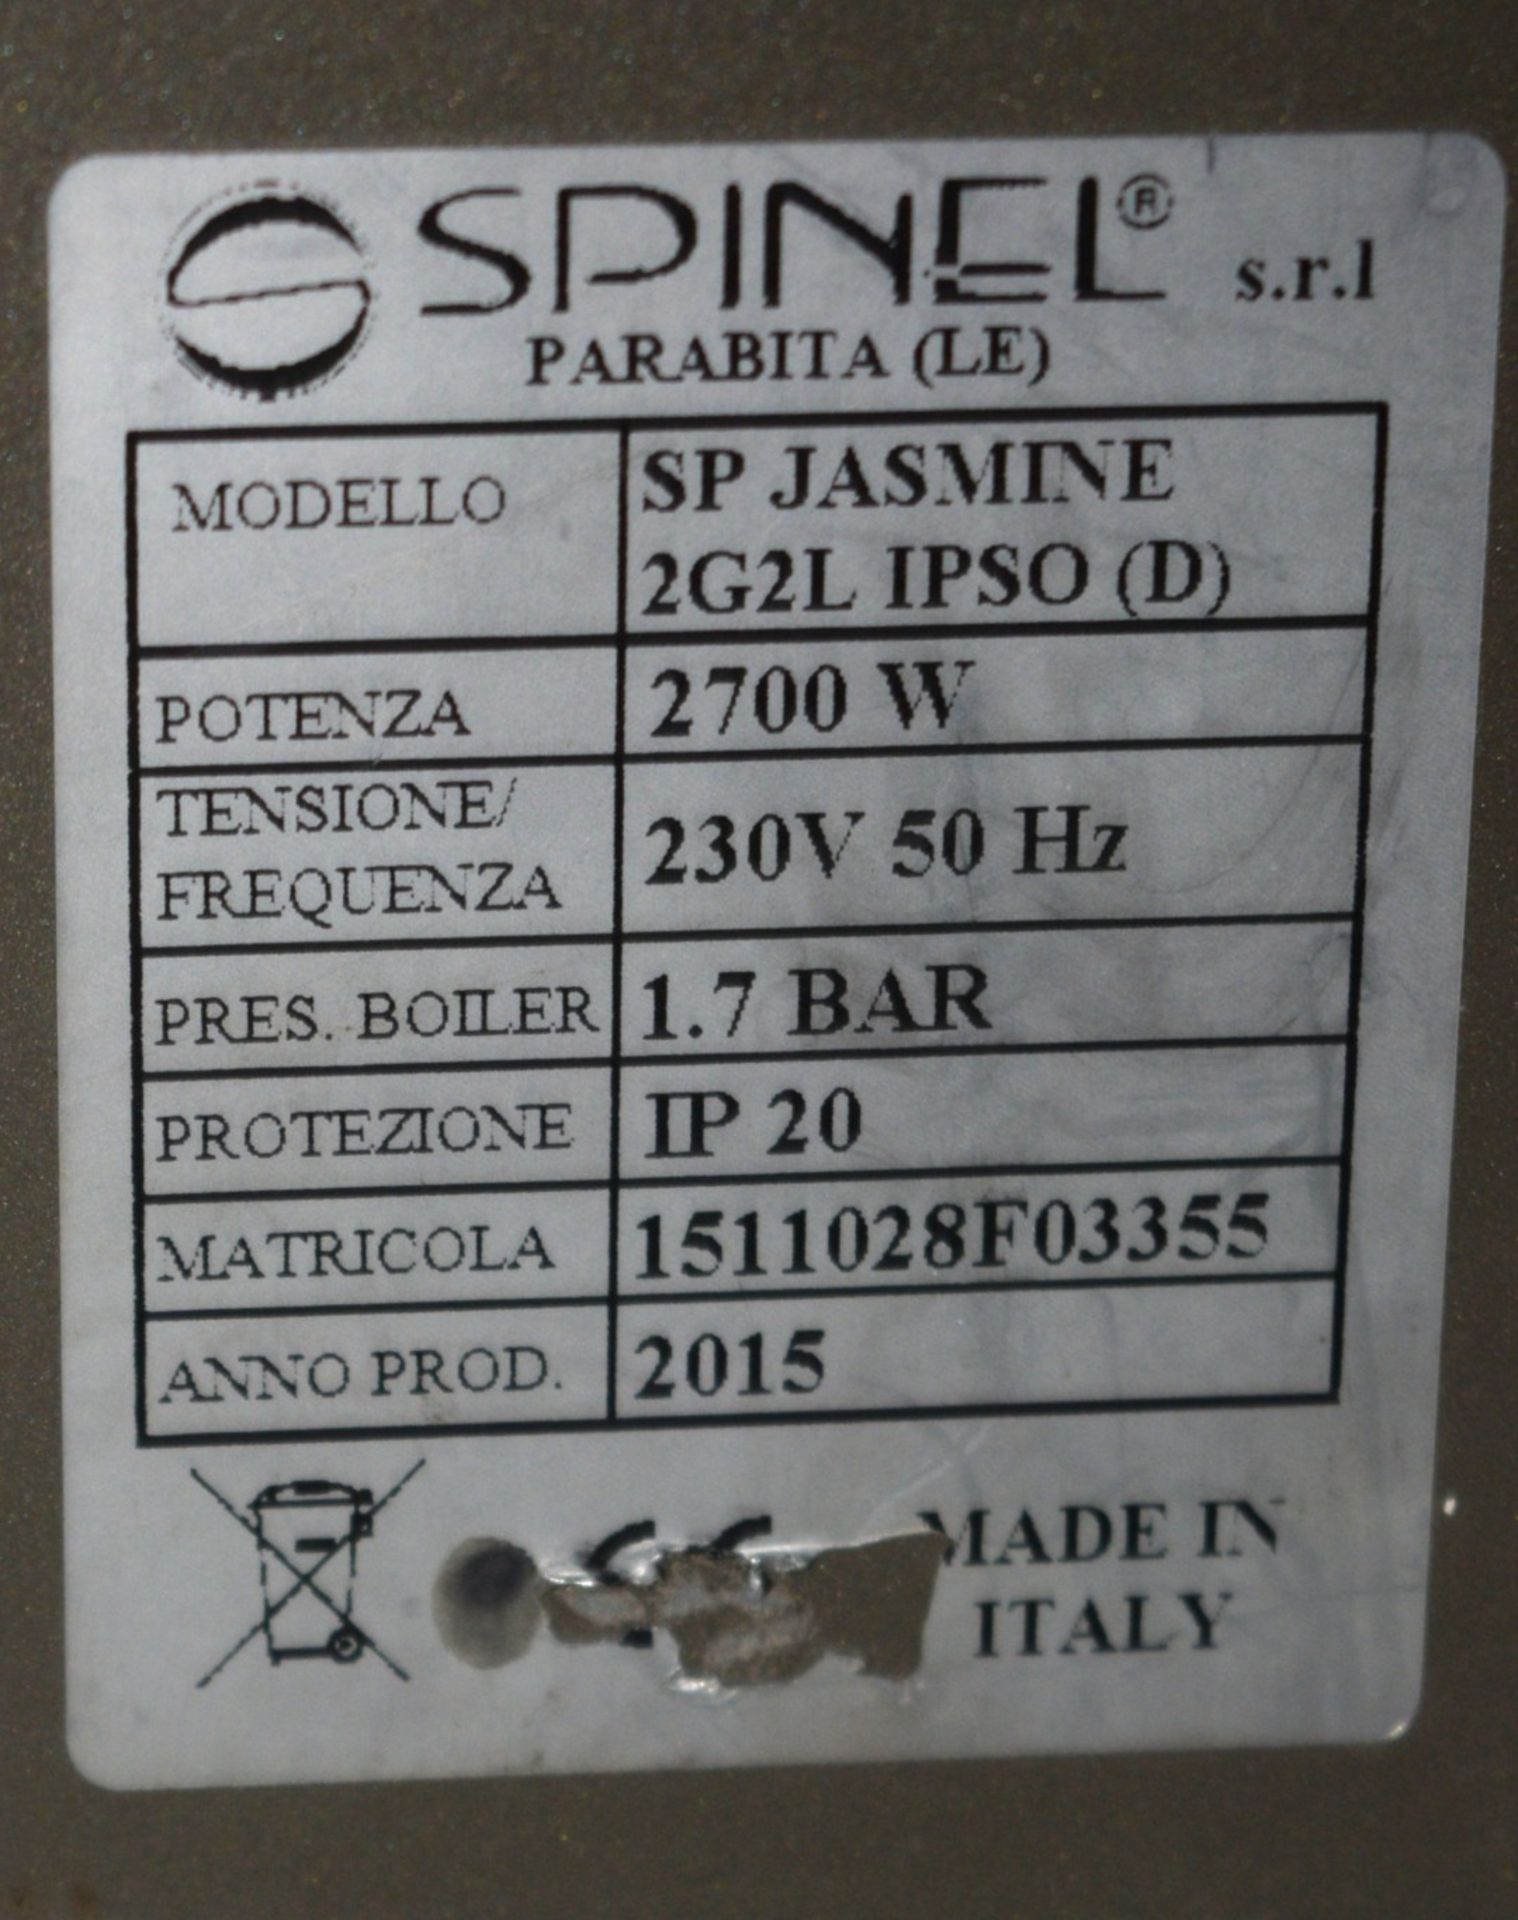 SPINEL® s.r.l
PARABITA (LE)
MODELLO
SP JASMINE
2G2L IPSO (D)
POTENZA
2700 W
TENSIONE/
FREQUENZA
230V 50 Hz
PRES. BOILER
1.7 BAR
PROTEZIONE
IP 20
MATRICOLA
1511028F03355
ANNO PROD.
2015
MADE IN
ITALY